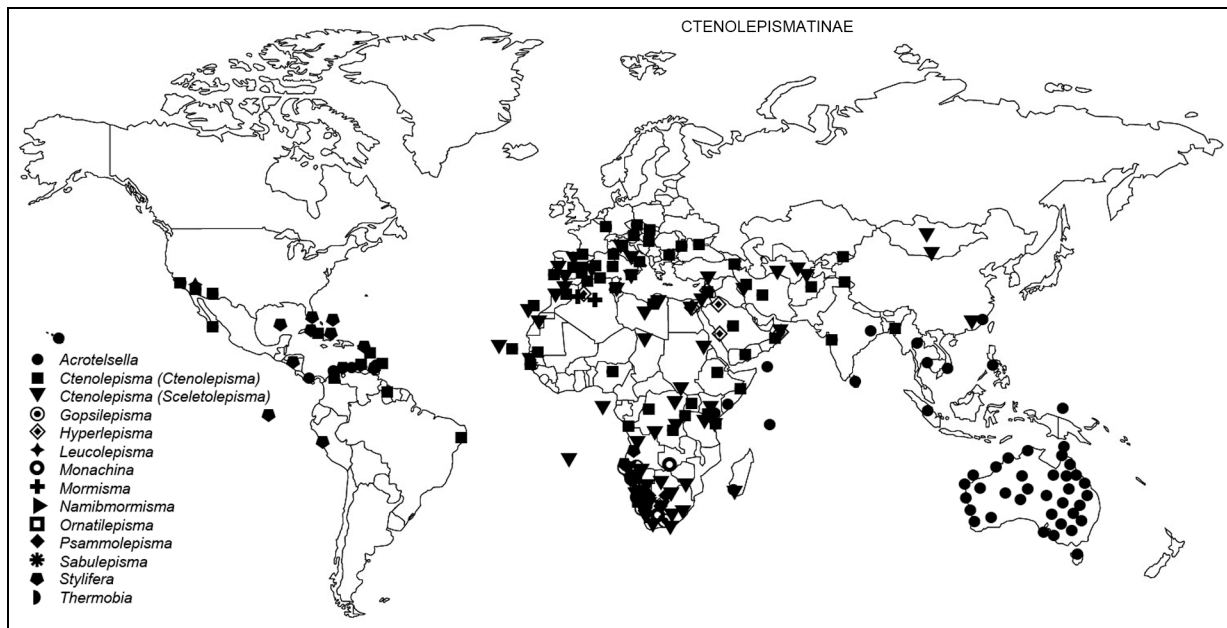 CTENOLEPISMATINAE
Acrotelsella
Ctenolepisma (Ctenolepisma)
Ctenolepisma (Sceletolepisma)
Gopsilepisma
Hyperlepisma
Leucolepisma
Monachina
Mormisma
Namibmormisma
Ornatilepisma
Psammolepisma
Sabulepisma
Stylifera
Thermobia